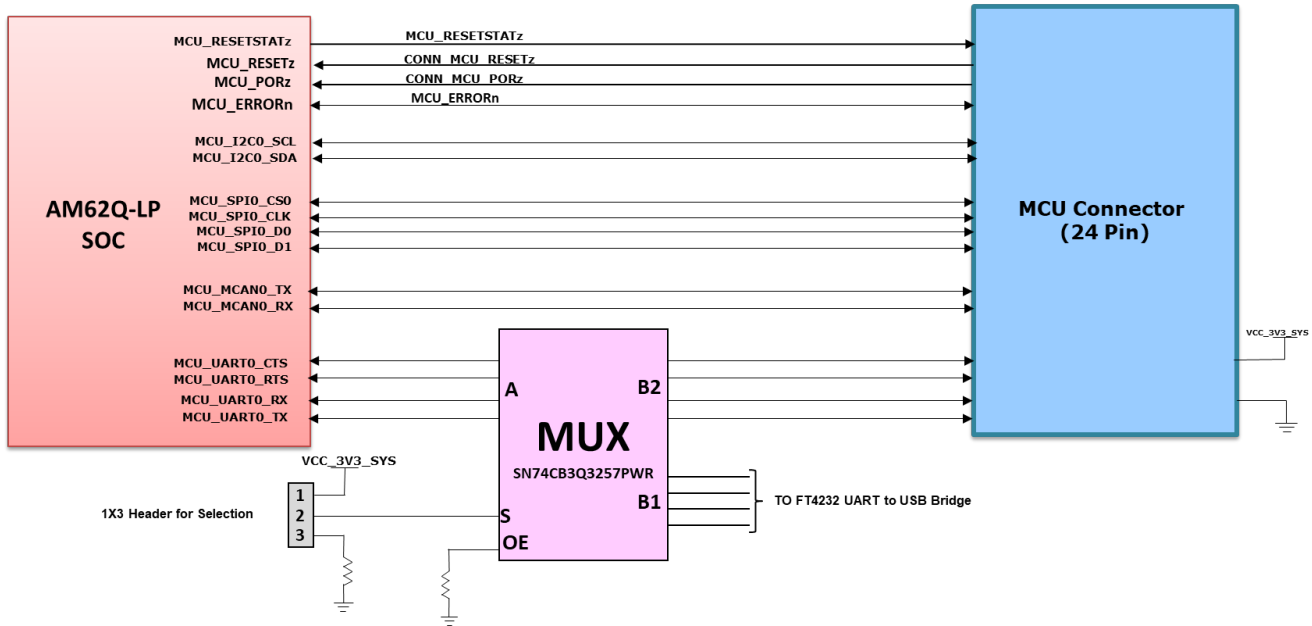 MCU_RESETSTATz
MCU_RESETSTATz
MCU_RESETz
CONN_MCU_RESETz
MCU_PORz
CONN_MCU_PORz
MCU_ERRORn
MCU_ERRORn
MCU_I2C0_SCL
MCU_I2C0_SDA
AM62Q-LP
SOC
MCU_SPI0_CS0
MCU_SPI0_CLK
MCU_SPI0_D0
MCU_SPI0_D1
MCU Connector
(24 Pin)
MCU_MCAN0_TX
MCU_MCAN0_RX
VCC_3V3_SYS
MCU_UART0_CTS
MCU_UART0_RTS
MCU_UART0_RX
MCU_UART0_TX
A
B2
MUX
SN74CB3Q3257PWR
B1
S
OE
TO FT4232 UART to USB Bridge
VCC_3V3_SYS
1X3 Header for Selection
1
2
3